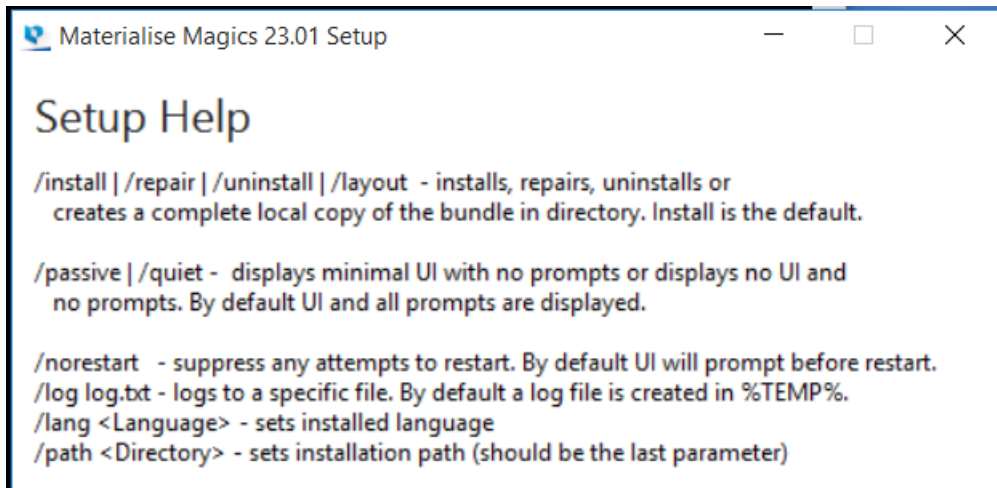 Materialise Magics 23.01 Setup
Setup Help
/install | /repair | /uninstall | /layout - installs, repairs, uninstalls or
creates a complete local copy of the bundle in directory. Install is the default.
/passive | /quiet - displays minimal UI with no prompts or displays no UI and
no prompts. By default UI and all prompts are displayed.
/norestart - suppress any attempts to restart. By default UI will prompt before restart.
/log log.txt - logs to a specific file. By default a log file is created in %TEMP%.
/lang <Language> - sets installed language
/path <Directory> - sets installation path (should be the last parameter)